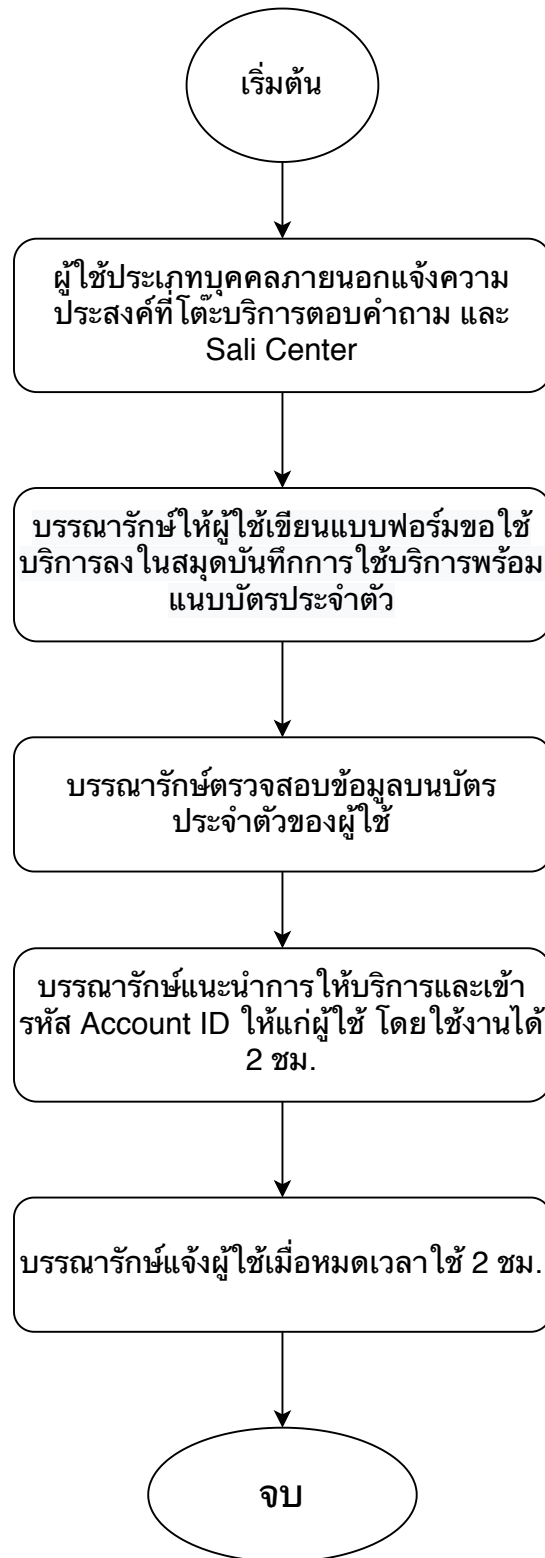 เริ่มต้น
ผู้ใช้ประเภทบุคคลภายนอกแจ้งความ
ประสงค์ที่โต๊ะบริการตอบคำถาม และ
Sali Center
บรรณารักษ์ให้ผู้ใช้เขียนแบบฟอร์มขอใช้
บริการลงในสมุดบันทึกการใช้บริการพร้อม
แนบบัตรประจำตัว
บรรณารักษ์ตรวจสอบข้อมูลบนบัตร
ประจำตัวของผู้ใช้
บรรณารักษ์แนะนำการให้บริการและเข้า
รหัส Account ID ให้แก่ผู้ใช้ โดยใช้งานได้
2 ชม.
บรรณารักษ์แจ้งผู้ใช้เมื่อหมดเวลาใช้ 2 ชม.
จบ